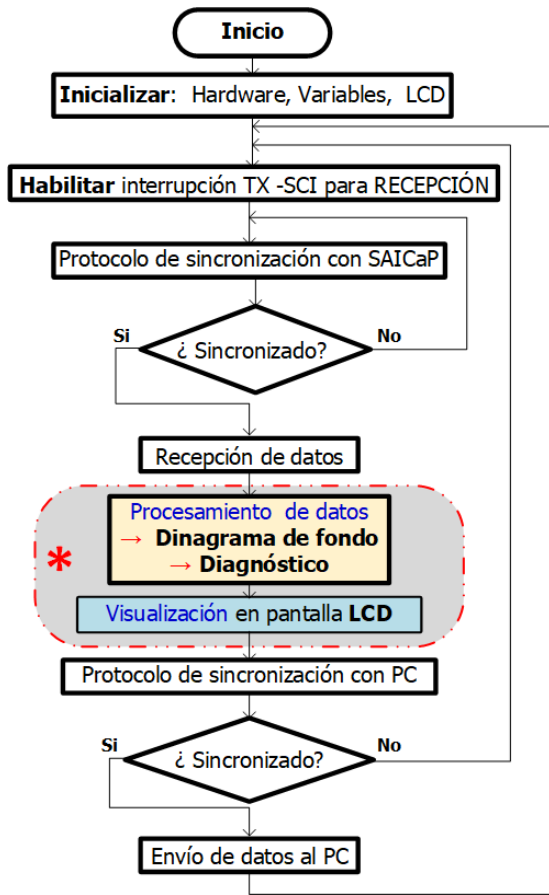 Inicio
Inicializar: Hardware, Variables, LCD
Habilitar interrupción TX -SCI para RECEPCIÓN
Protocolo de sincronización con SAICaP
Si
No
¿ Sincronizado?
Recepción de datos
Procesamiento de datos
→ Dinagrama de fondo
→ Diagnóstico
*
Visualización en pantalla LCD
Protocolo de sincronización con PC
Si
No
¿ Sincronizado?
Envío de datos al PC